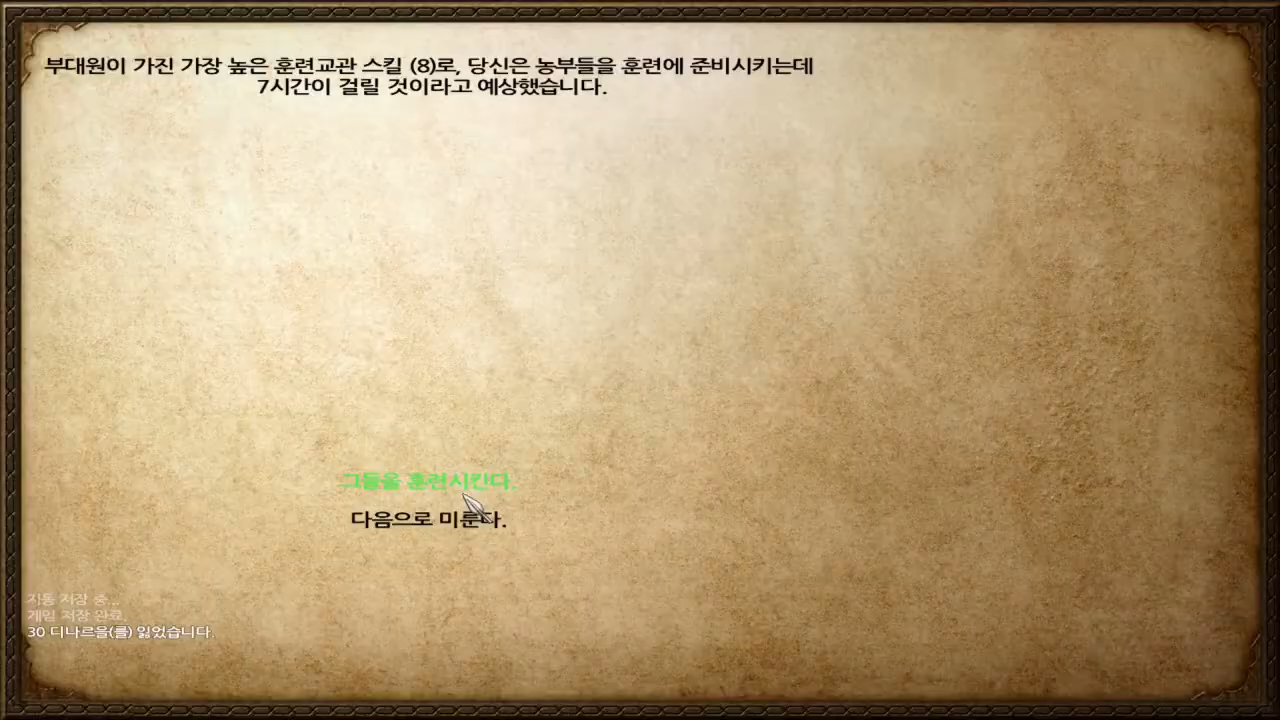 부대원이 가진 가장 높은 훈련교관 스킬 (8)로, 당신은 농부들을 훈련에 준비시키는데
7시간이 걸릴 것이라고 예상했습니다.
그들을 훈련시킨다.
다음으로 미룬다.
자동 저장 중...
게임 저장 완료.
30 디나르을(를) 잃었습니다.